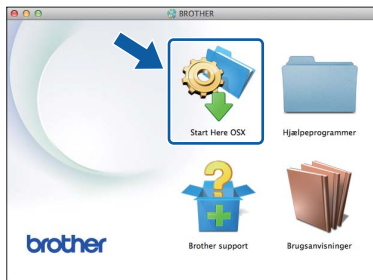 BROTHER
Start Here OSX
Hjælpeprogrammer
Brother support
Brugsanvisninger
brother